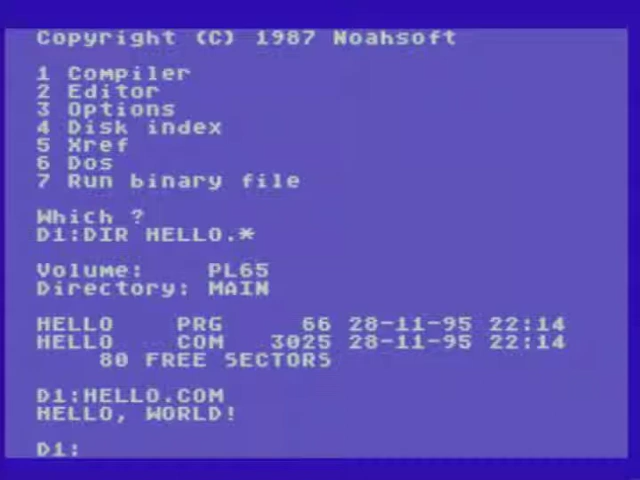 Copyright (C) 1987 Noahsoft
1 Compiler
2 Editor
3 Options
4 Disk index
5 Xref
6 Dos
7 Run binary file
Which ?
D1:DIR HELLO.*
Volume: PL65
Directory: MAIN
HELLO PRG 66 28-11-95 22:14
HELLO COM 3025 28-11-95 22:14
80 FREE SECTORS
D1:HELLO.COM
HELLO, WORLD!
D1: